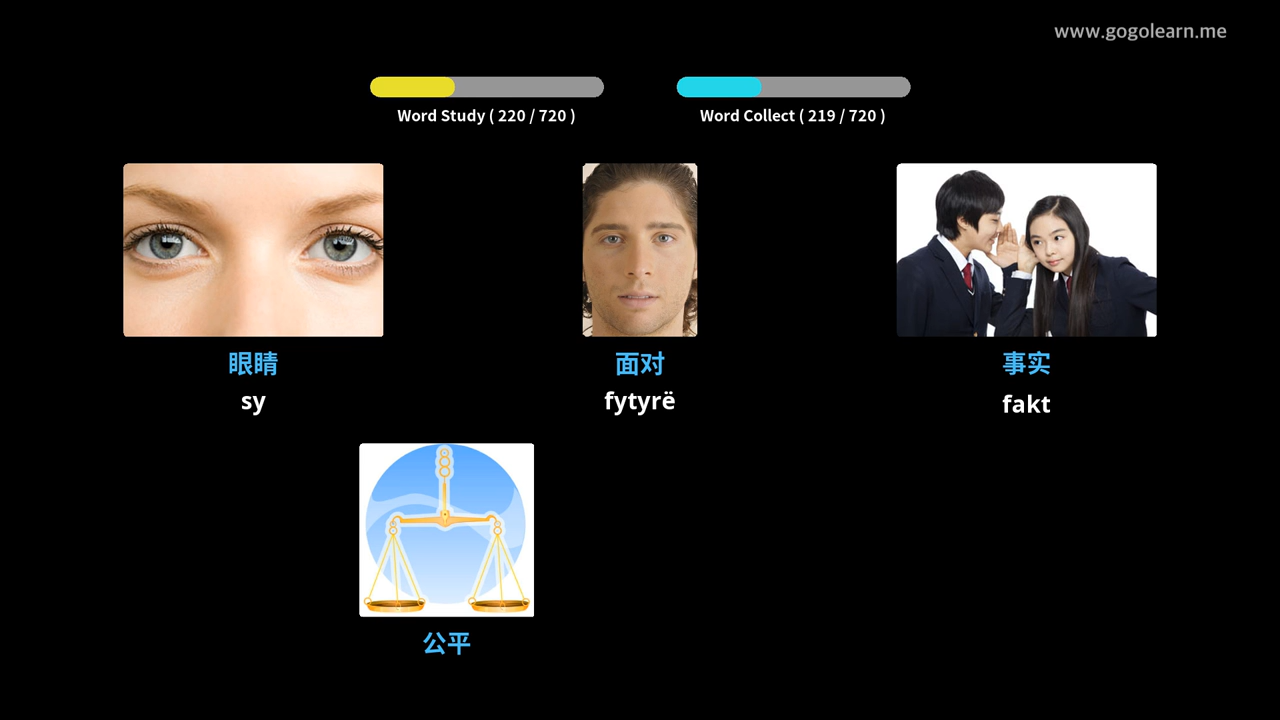 www.gogolearn.me
Word Study ( 220 / 720 )
Word Collect ( 219 / 720 )
眼睛
sy
面对
fytyrë
事实
fakt
公平